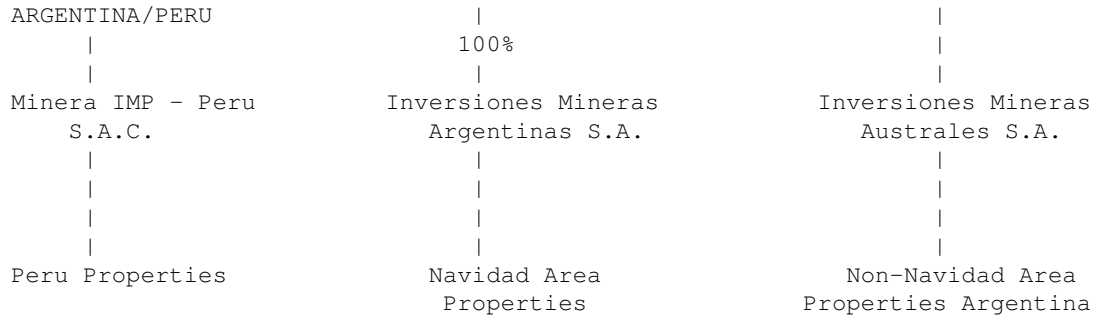 ARGENTINA/PERU
100%
Minera IMP - Peru Inversiones Mineras Inversiones Mineras
S.A.C. Argentinas S.A. Australes S.A.
Peru Properties Navidad Area Non-Navidad Area
Properties Properties Argentina